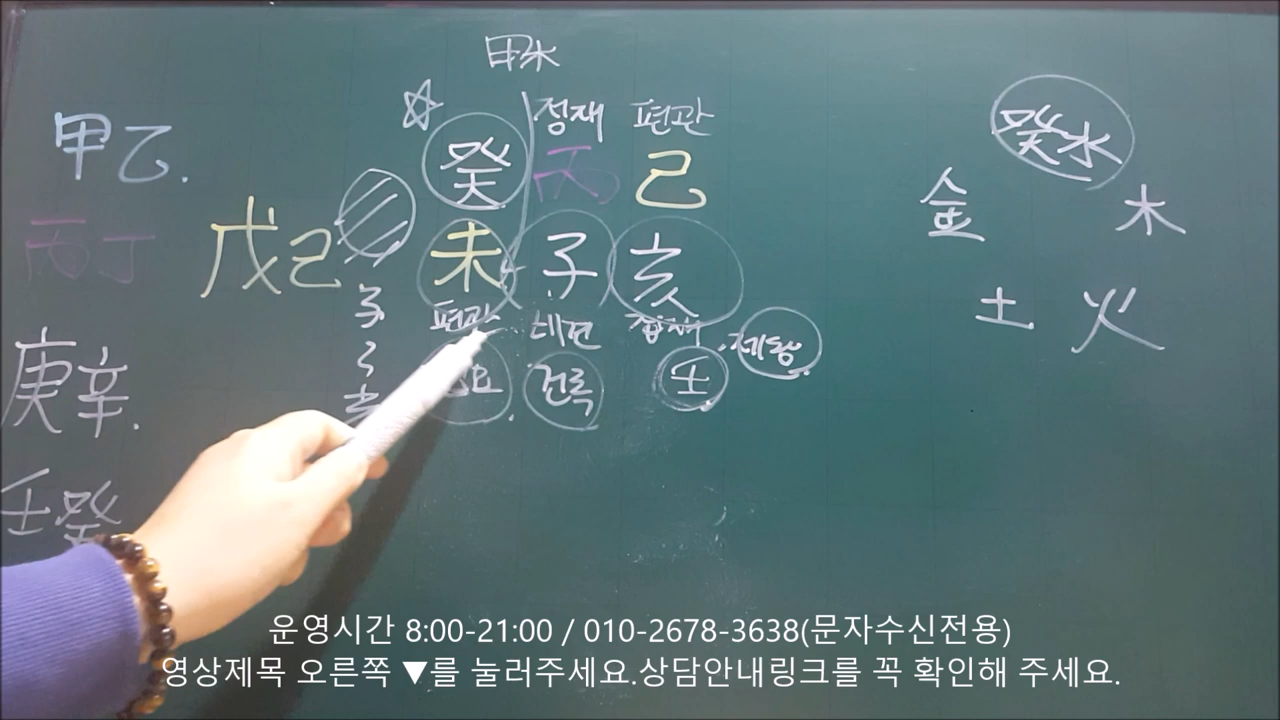 甲水
정재 편관
癸 丙 己
未 子 亥
편관 비견 겁재
건록 壬 제왕
子
甲乙.
丙丁
戊己
庚辛.
壬癸
癸水
金 木
土 火
운영시간 8:00-21:00 / 010-2678-3638(문자수신전용)
영상제목 오른쪽 ▼를 눌러주세요.상담안내링크를 꼭 확인해 주세요.